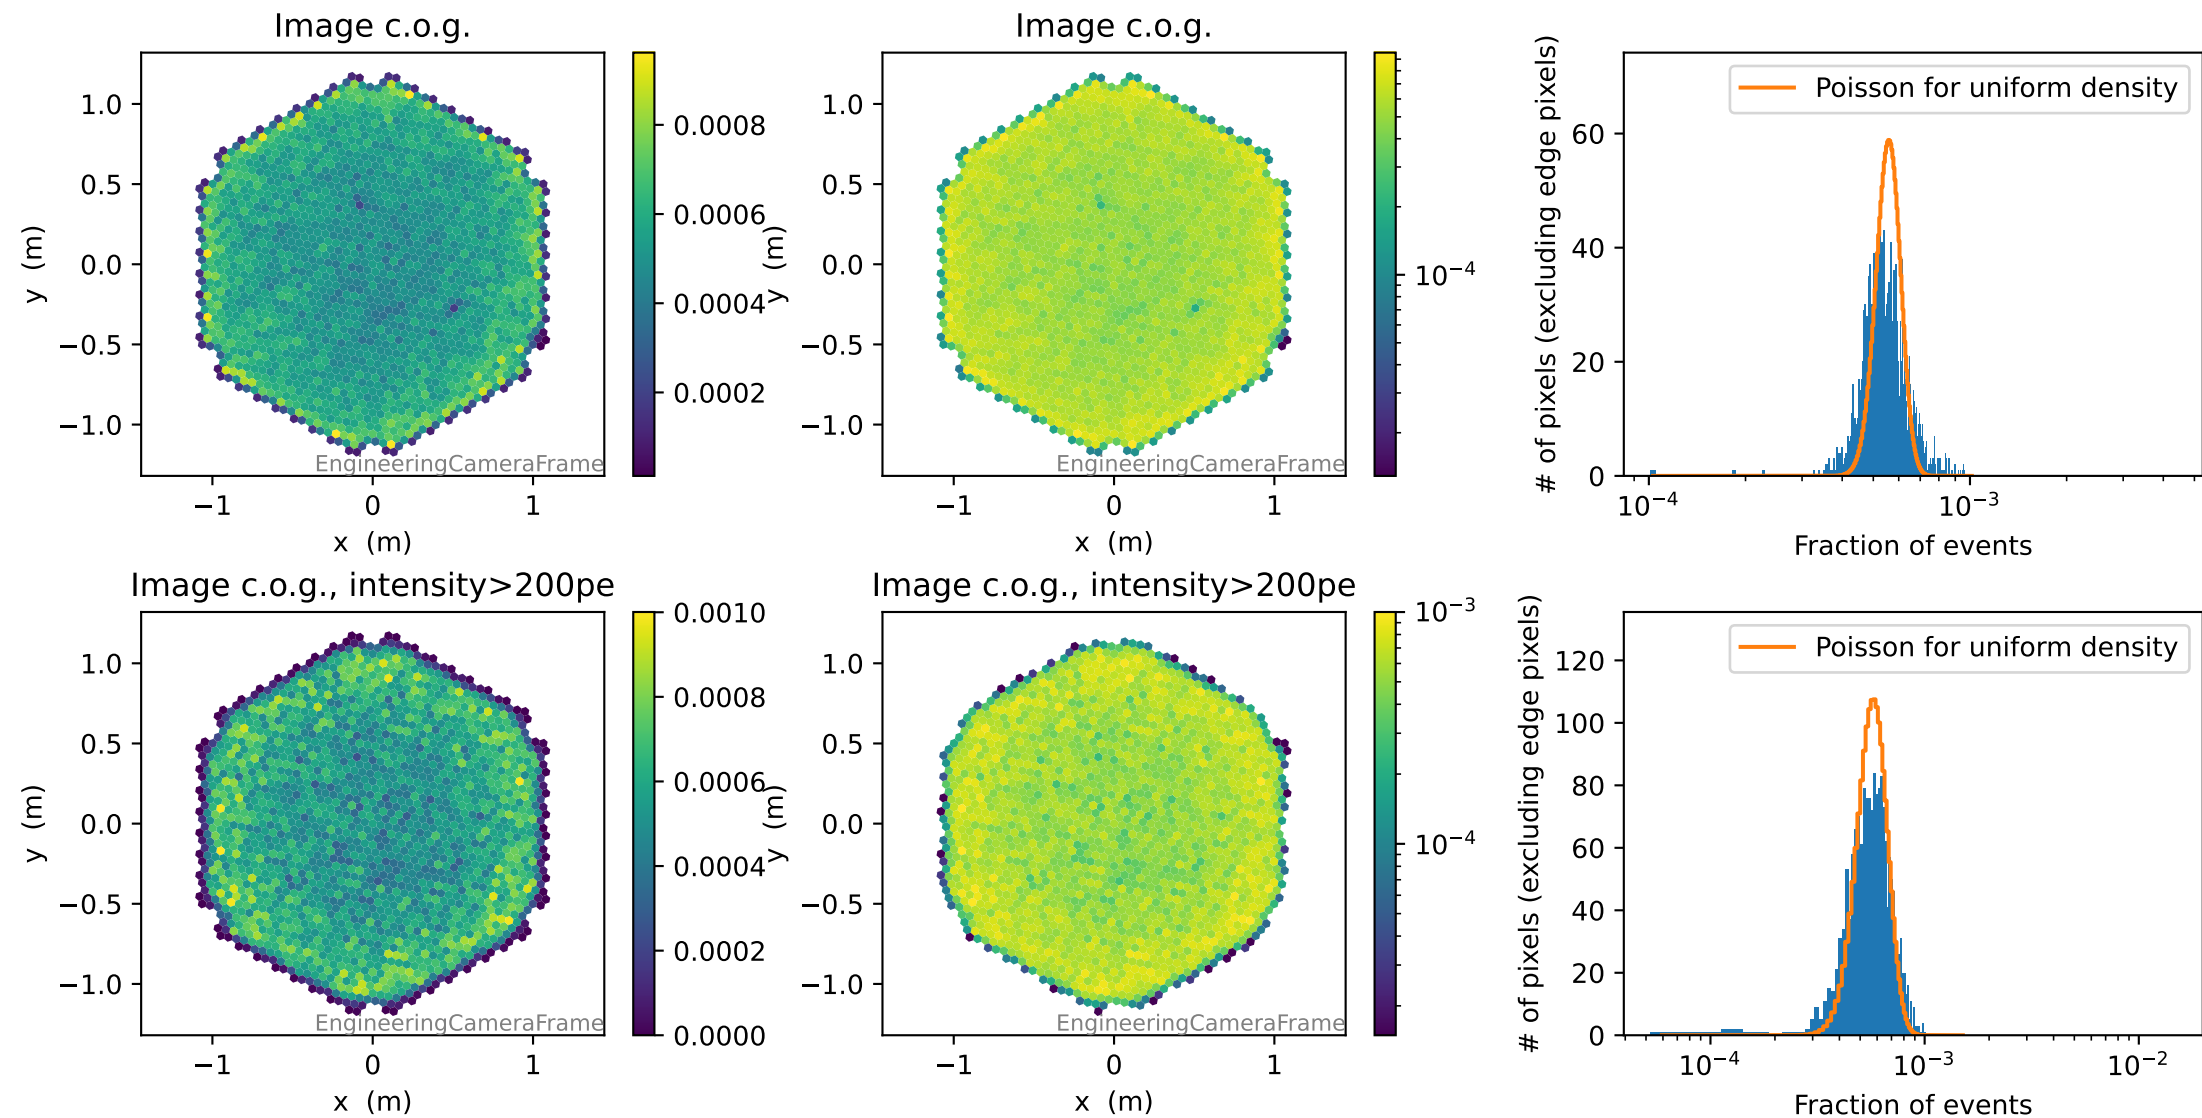 Image c.o.g.
y (m)
1.0
0.5
0.0
−0.5
−1.0
EngineeringCameraFrame
−1 0 1
x (m)
0.0008
0.0006
0.0004
0.0002
Image c.o.g.
y (m)
1.0
0.5
0.0
−0.5
−1.0
EngineeringCameraFrame
−1 0 1
x (m)
10⁻⁴
# of pixels (excluding edge pixels)
60
40
20
0
Poisson for uniform density
10⁻⁴ 10⁻³
Fraction of events
Image c.o.g., intensity>200pe
y (m)
1.0
0.5
0.0
−0.5
−1.0
EngineeringCameraFrame
−1 0 1
x (m)
0.0010
0.0008
0.0006
0.0004
0.0002
0.0000
Image c.o.g., intensity>200pe
y (m)
1.0
0.5
0.0
−0.5
−1.0
EngineeringCameraFrame
−1 0 1
x (m)
10⁻³
10⁻⁴
# of pixels (excluding edge pixels)
120
100
80
60
40
20
0
Poisson for uniform density
10⁻⁴ 10⁻³ 10⁻²
Fraction of events